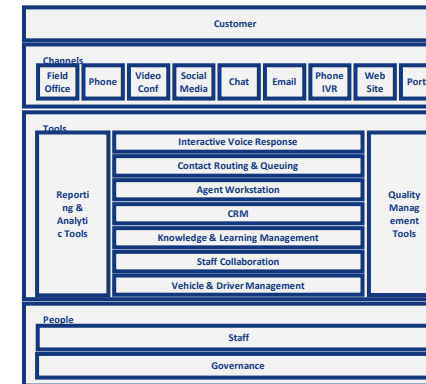 Customer
Channels
Field
Office
Phone
Video
Conf
Social
Media
Chat
Email
Phone
IVR
Web
Site
Port
Tools
Reporti
ng &
Analyti
c Tools
Interactive Voice Response
Contact Routing & Queuing
Agent Workstation
CRM
Knowledge & Learning Management
Staff Collaboration
Vehicle & Driver Management
Quality
Manag
ement
Tools
People
Staff
Governance